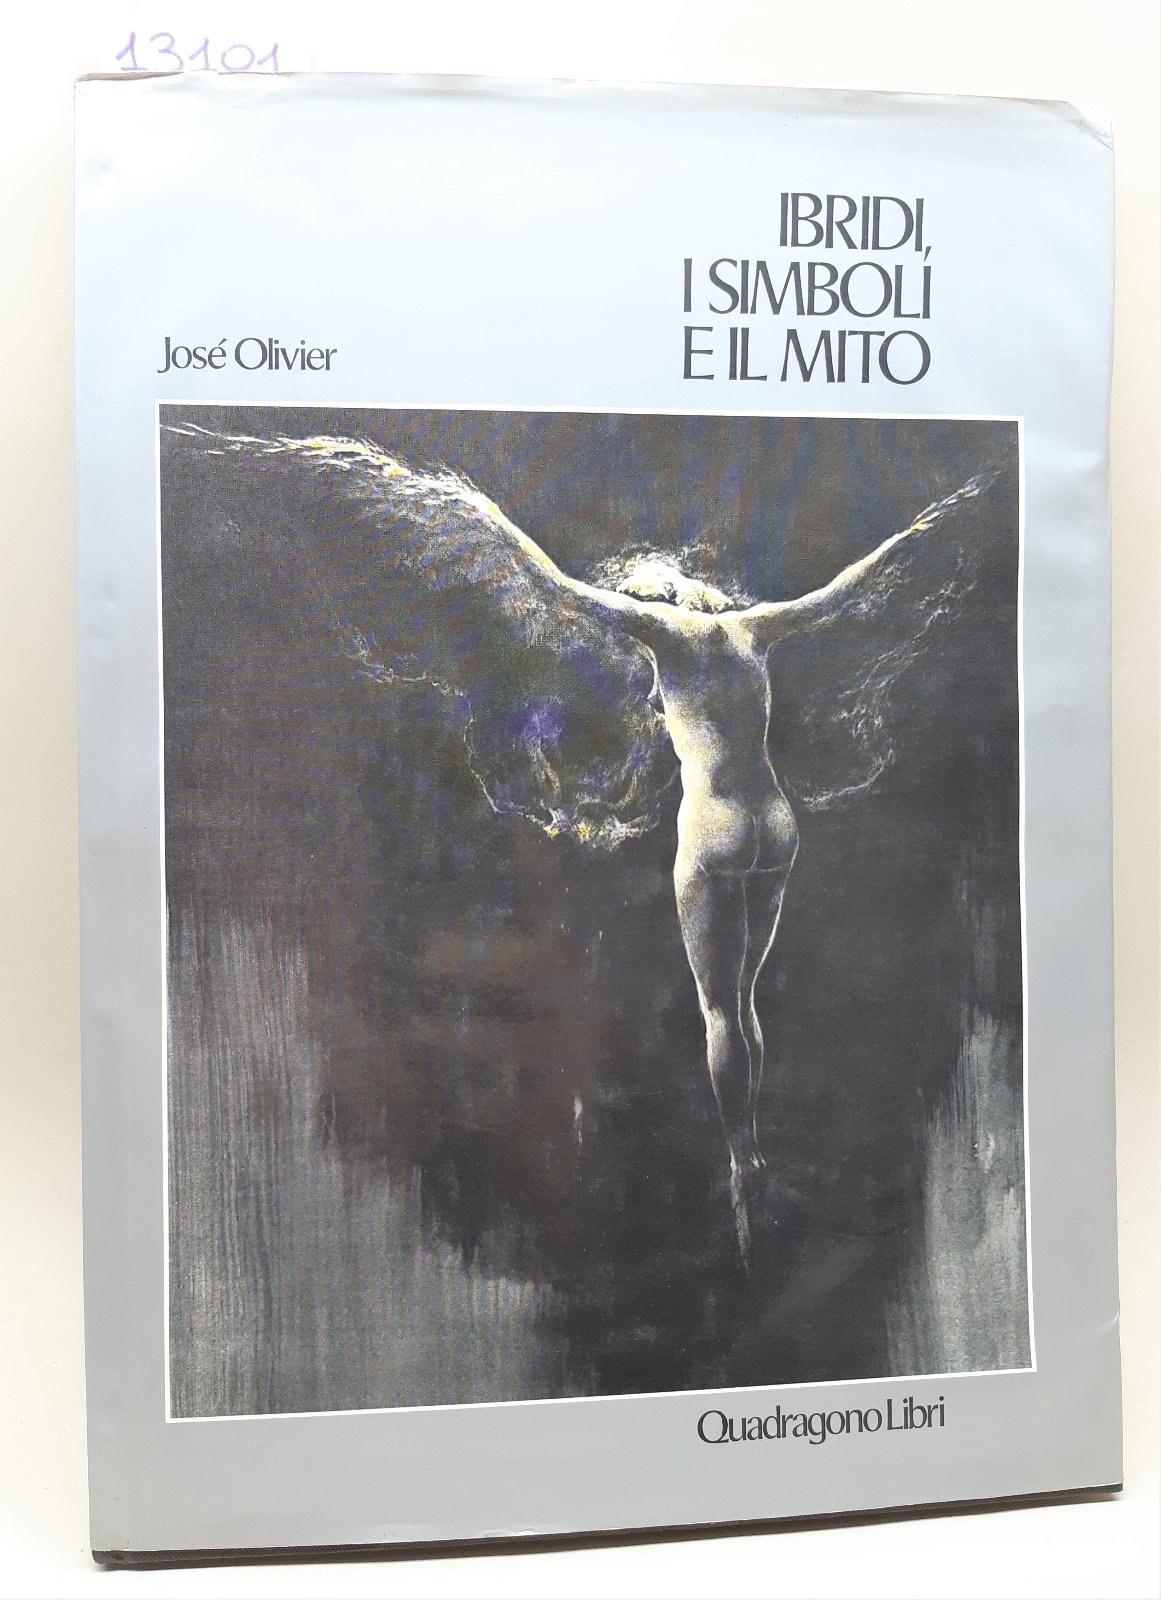 13101
IBRIDI,
I SIMBOLI
E IL MITO
José Olivier
Quadragono Libri